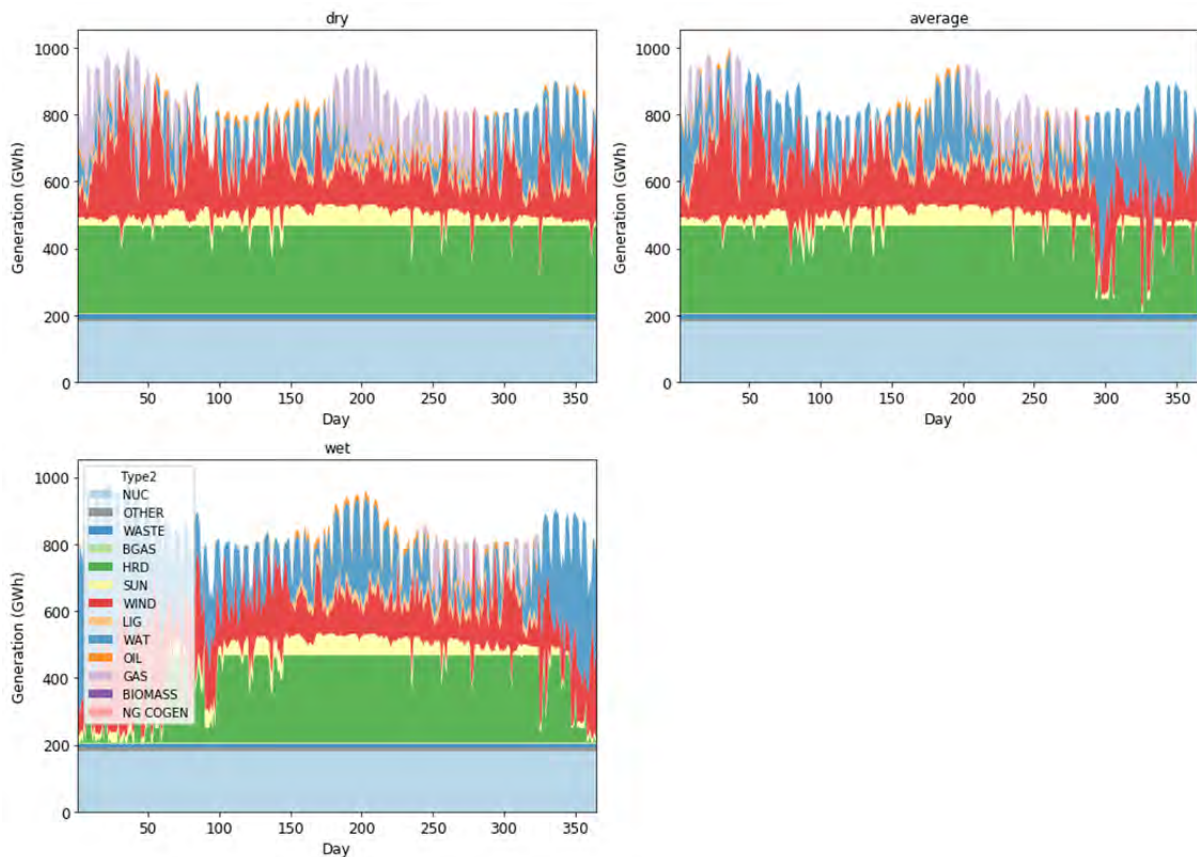 dry
1000
800
600
400
200
0
Generation (GWh)
50 100 150 200 250 300 350
Day
average
1000
800
600
400
200
0
Generation (GWh)
50 100 150 200 250 300 350
Day
wet
1000
800
600
400
200
0
Generation (GWh)
Type2
NUC
OTHER
WASTE
BGAS
HRD
SUN
WIND
LIG
WAT
OIL
GAS
BIOMASS
NG COGEN
50 100 150 200 250 300 350
Day